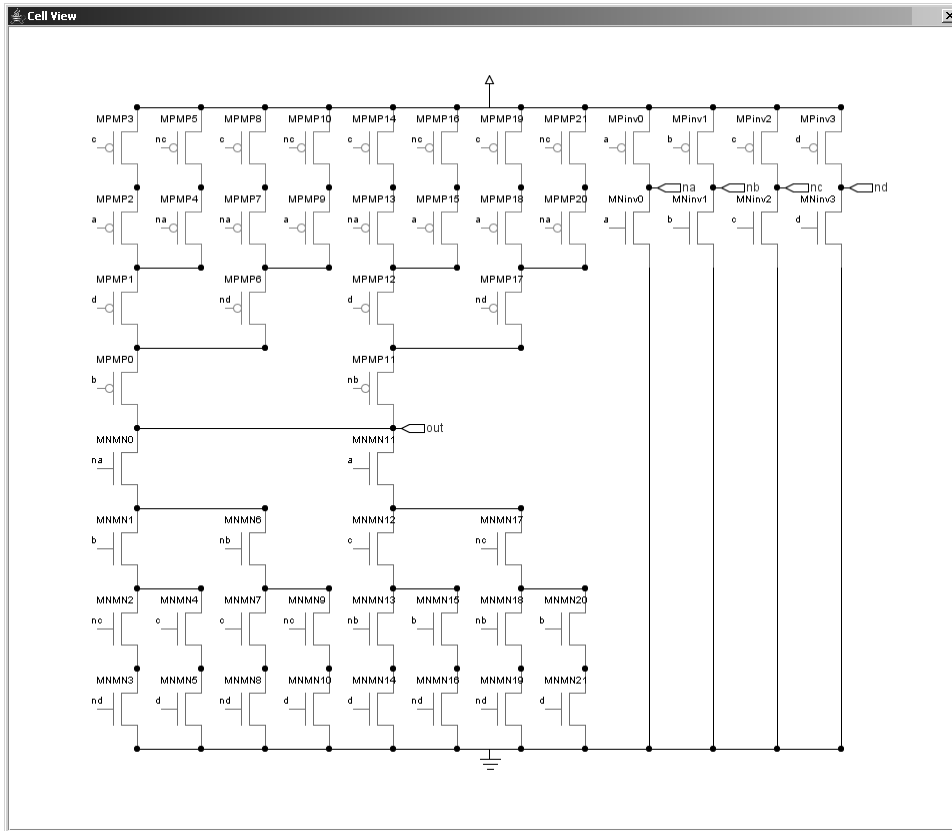 Cell View
MPMP3 MPMP5 MPMP8 MPMP10 MPMP14 MPMP16 MPMP19 MPMP21 MPinv0 MPinv1 MPinv2 MPinv3
c nc c nc c nc c nc a b c d
na nb nc nd
MPMP2 MPMP4 MPMP7 MPMP9 MPMP13 MPMP15 MPMP18 MPMP20 MNinv0 MNinv1 MNinv2 MNinv3
a na na a na a a na a b c d
MPMP1 MPMP6 MPMP12 MPMP17
d nd d nd
MPMP0 MPMP11
b nb
out
MNMN0 MNMN11
na a
MNMN1 MNMN6 MNMN12 MNMN17
b nb c nc
MNMN2 MNMN4 MNMN7 MNMN9 MNMN13 MNMN15 MNMN18 MNMN20
nc c c nc nb b nb b
MNMN3 MNMN5 MNMN8 MNMN10 MNMN14 MNMN16 MNMN19 MNMN21
nd d nd d d nd nd d